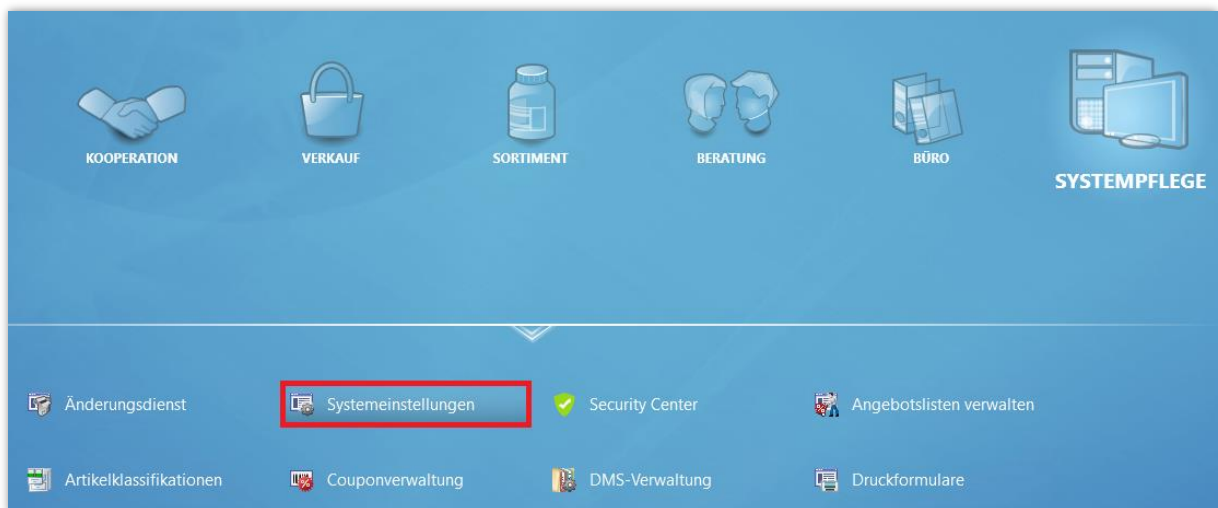 KOOPERATION VERKAUF SORTIMENT BERATUNG BÜRO
SYSTEMPFLEGE
Änderungsdienst Systemeinstellungen Security Center Angebotslisten verwalten
Artikelklassifikationen Couponverwaltung DMS-Verwaltung Druckformulare